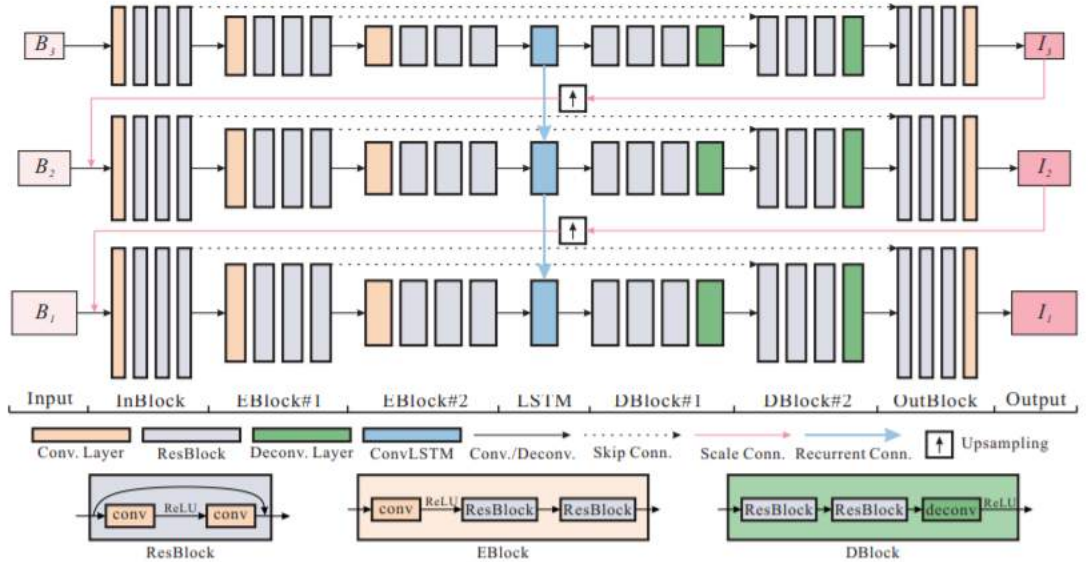 B3 I3
B2 I2
B1 I1
Input InBlock EBlock#1 EBlock#2 LSTM DBlock#1 DBlock#2 OutBlock Output
Conv. Layer ResBlock Deconv. Layer ConvLSTM Conv./Deconv. Skip Conn. Scale Conn. Recurrent Conn. Upsampling
conv ReLU conv
ResBlock
conv ReLU ResBlock ResBlock
EBlock
ResBlock ResBlock deconv ReLU
DBlock